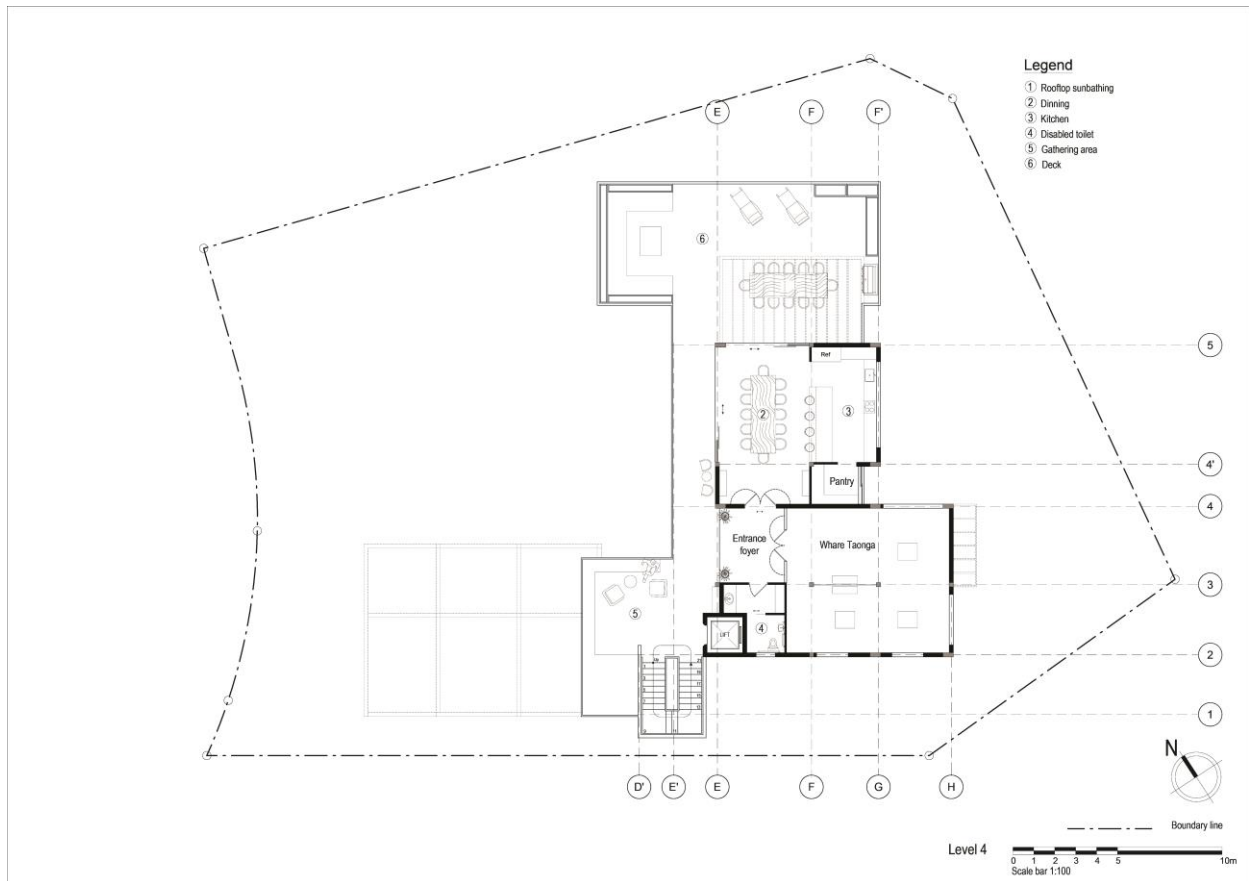 Legend
① Rooftop sunbathing
② Dinning
③ Kitchen
④ Disabled toilet
⑤ Gathering area
⑥ Deck
E F F'
⑥
Ref
5
②
③
4'
Pantry
4
Entrance
foyer
Whare Taonga
3
⑤
④
LIFT
2
1
D' E' E F G H
N
Boundary line
Level 4
0 1 2 3 4 5 10m
Scale bar 1:100